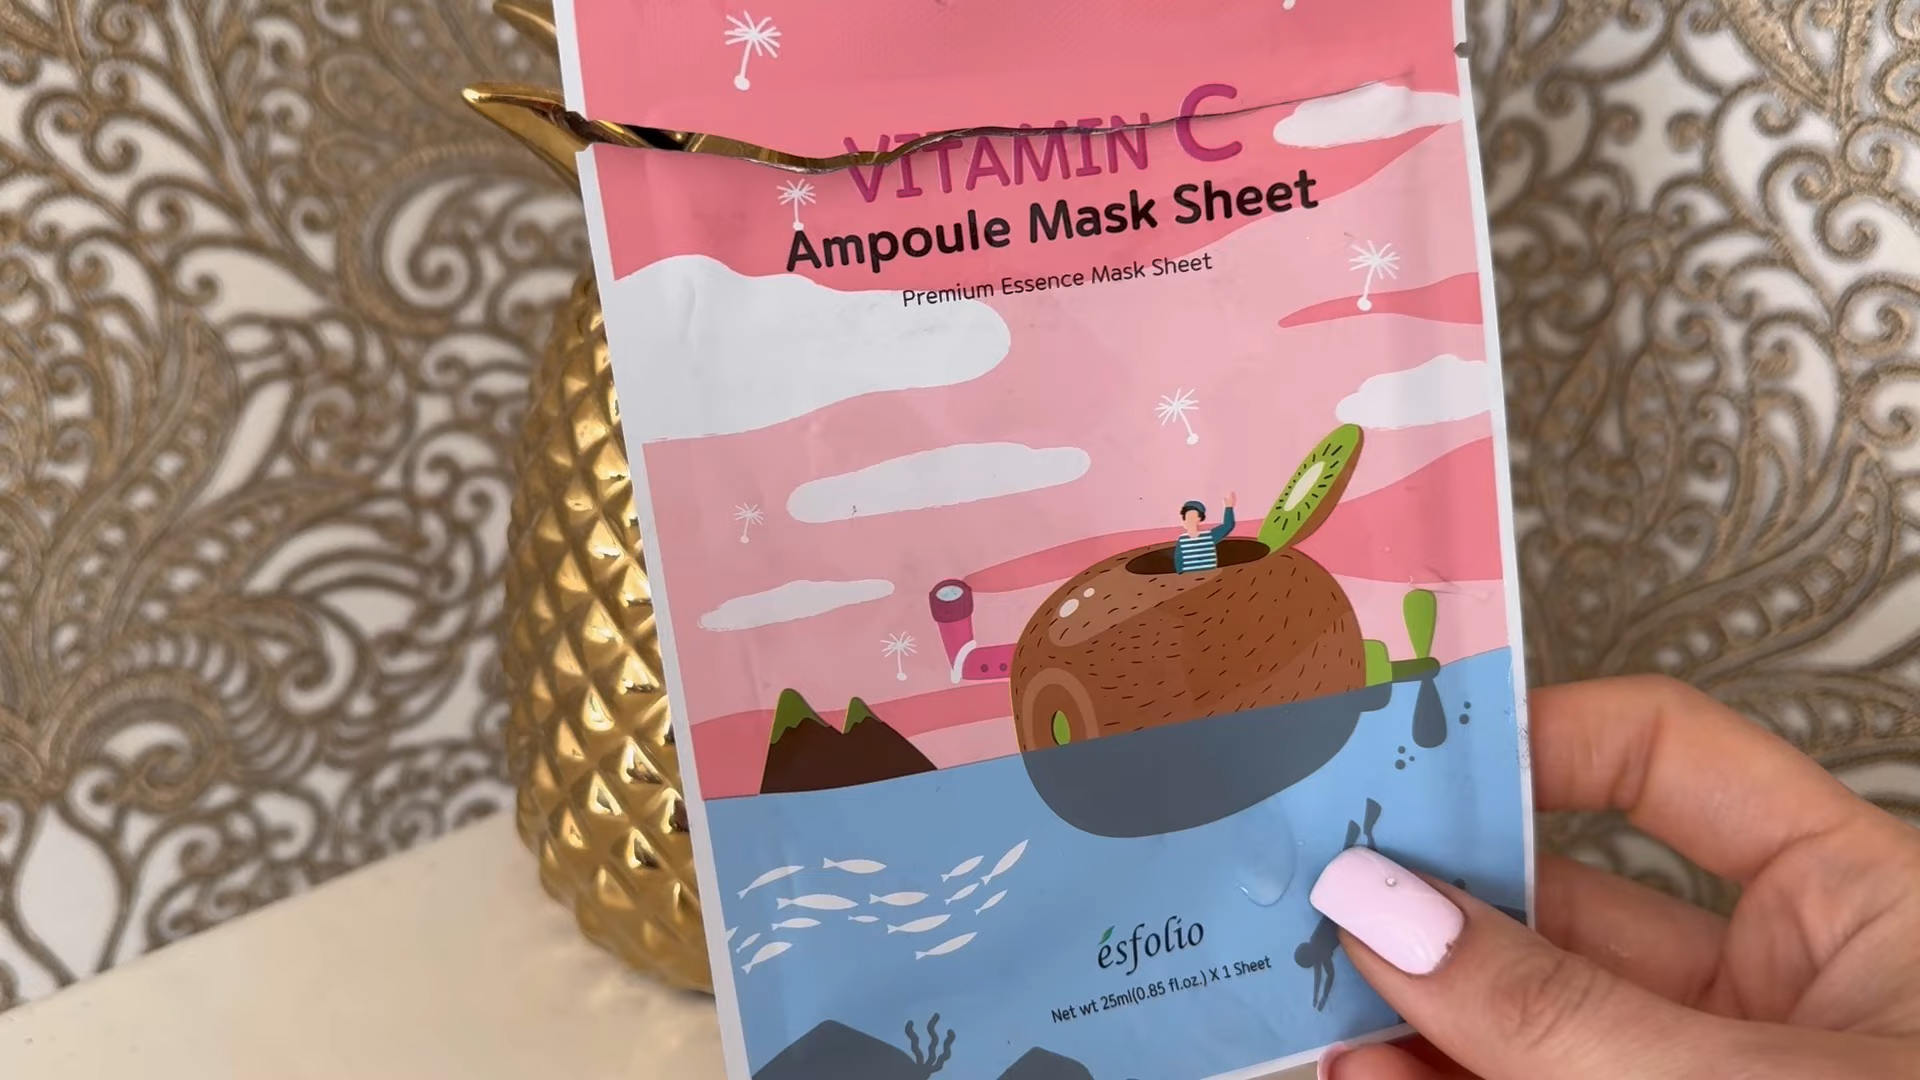 VITAMIN C
Ampoule Mask Sheet
Premium Essence Mask Sheet
ésfolio
Net wt 25ml(0.85 fl.oz.) X 1 Sheet